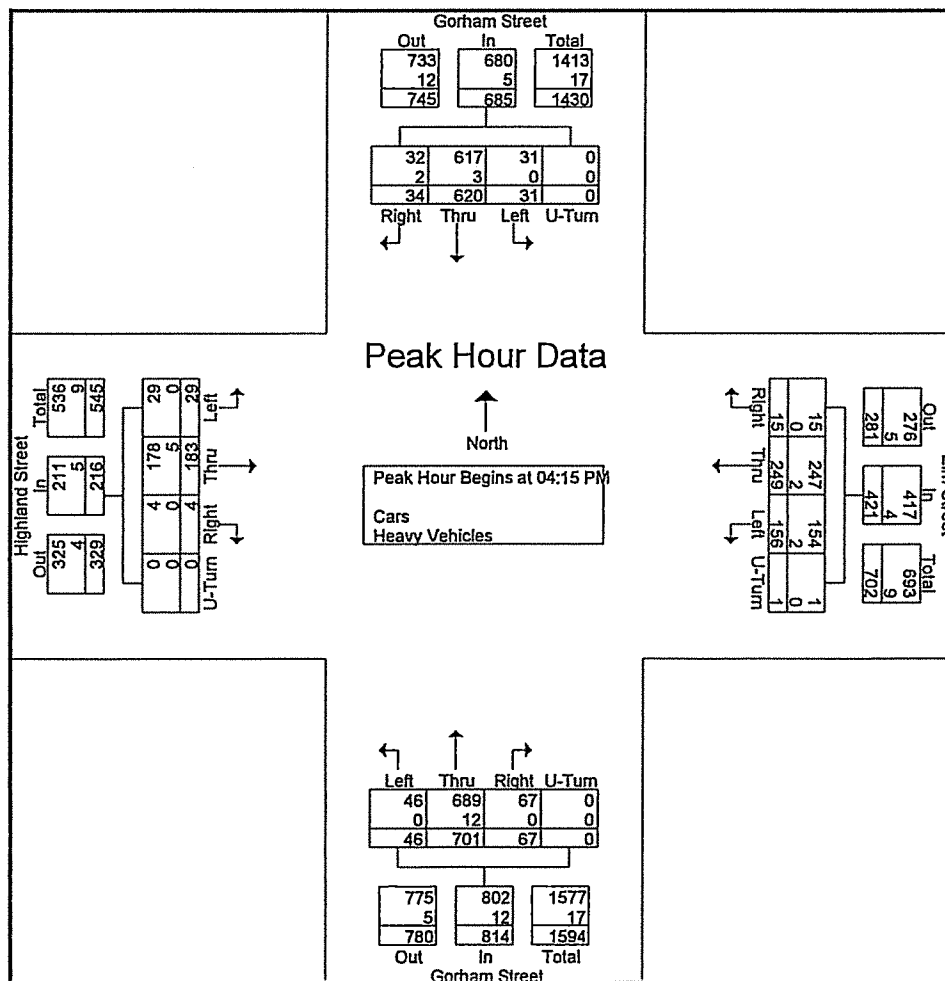 Gorham Street
Out In Total
733 680 1413
12 5 17
745 685 1430
32 617 31 0
2 3 0 0
34 620 31 0
Right Thru Left U-Turn
Peak Hour Data
North
Peak Hour Begins at 04:15 PM
Cars
Heavy Vehicles
Highland Street
Total In Out
536 211 325
9 5 4
545 216 329
29 178 4 0
0 5 0 0
29 183 4 0
Left Thru Right U-Turn
Out In Total
276 417 693
5 4 9
281 421 702
15 247 154 1
0 2 2 0
15 249 156 1
Right Thru Left U-Turn
Left Thru Right U-Turn
46 689 67 0
0 12 0 0
46 701 67 0
775 802 1577
5 12 17
780 814 1594
Out In Total
Gorham Street